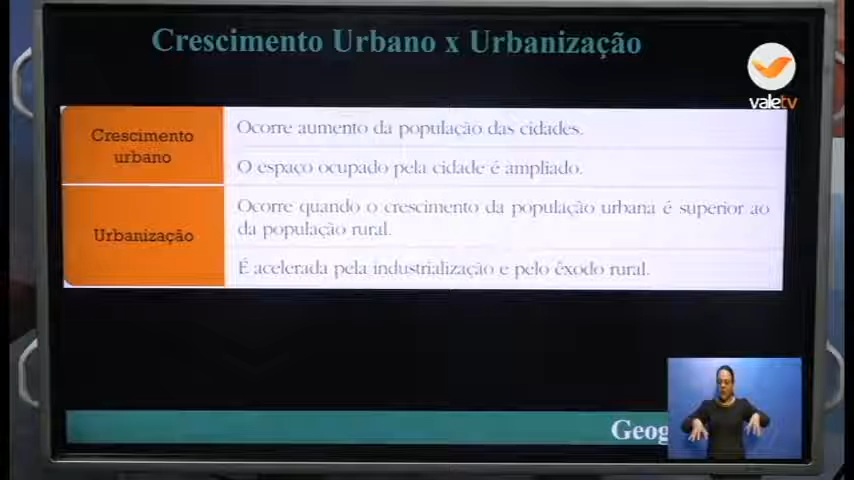 Crescimento Urbano x Urbanização
valetv
Crescimento
urbano
Ocorre aumento da população das cidades.
O espaço ocupado pela cidade é ampliado.
Urbanização
Ocorre quando o crescimento da população urbana é superior ao
da população rural.
É acelerada pela industrialização e pelo êxodo rural.
Geog